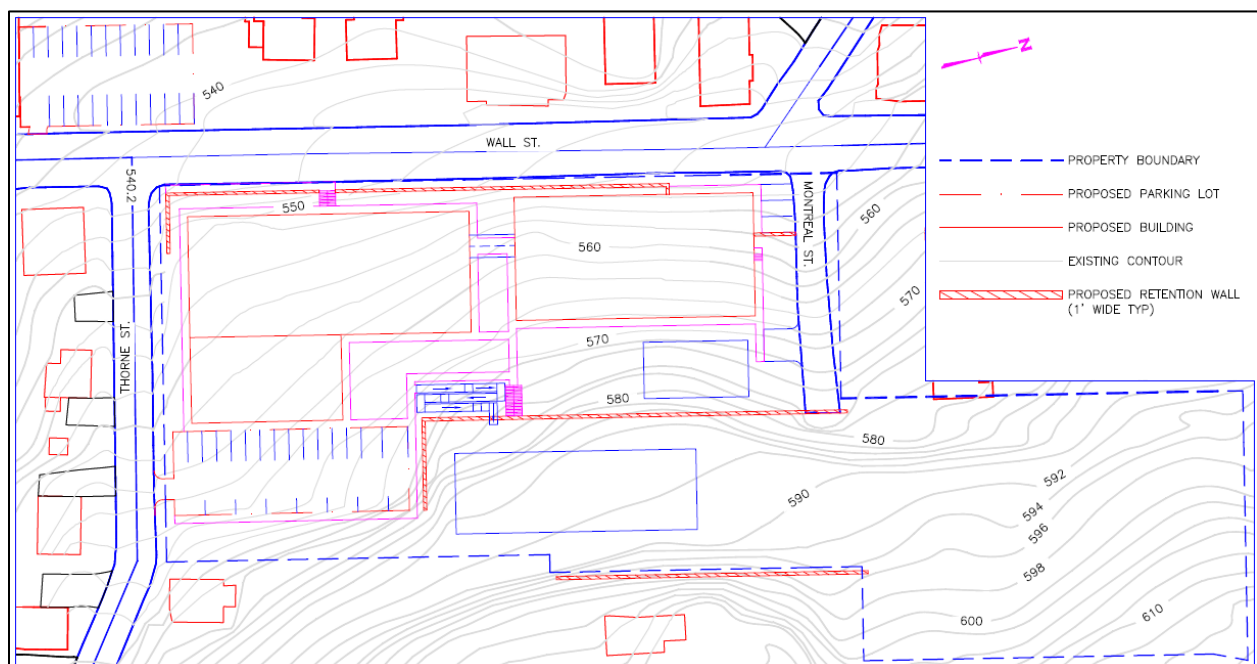 540
N
WALL ST.
PROPERTY BOUNDARY
540.2
PROPOSED PARKING LOT
550
MONTREAL ST.
560
PROPOSED BUILDING
560
EXISTING CONTOUR
570
PROPOSED RETENTION WALL
(1' WIDE TYP)
THORNE ST.
570
580
580
590
592
594
596
598
600
610